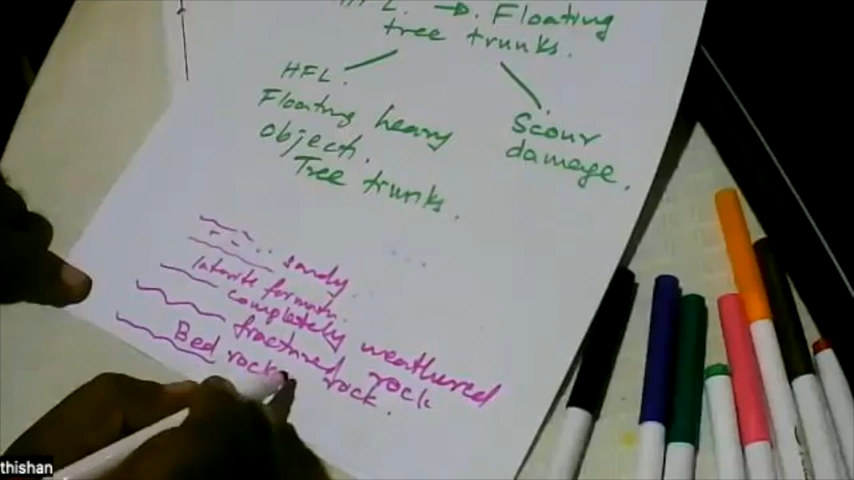 HFL. → Floating
tree trunks.
HFL.
Floating heavy
object.
Tree trunks.
Scour
damage.
sandy
laterite formatn.
completely weathered rock
fractured rock.
Bed rock
thishan